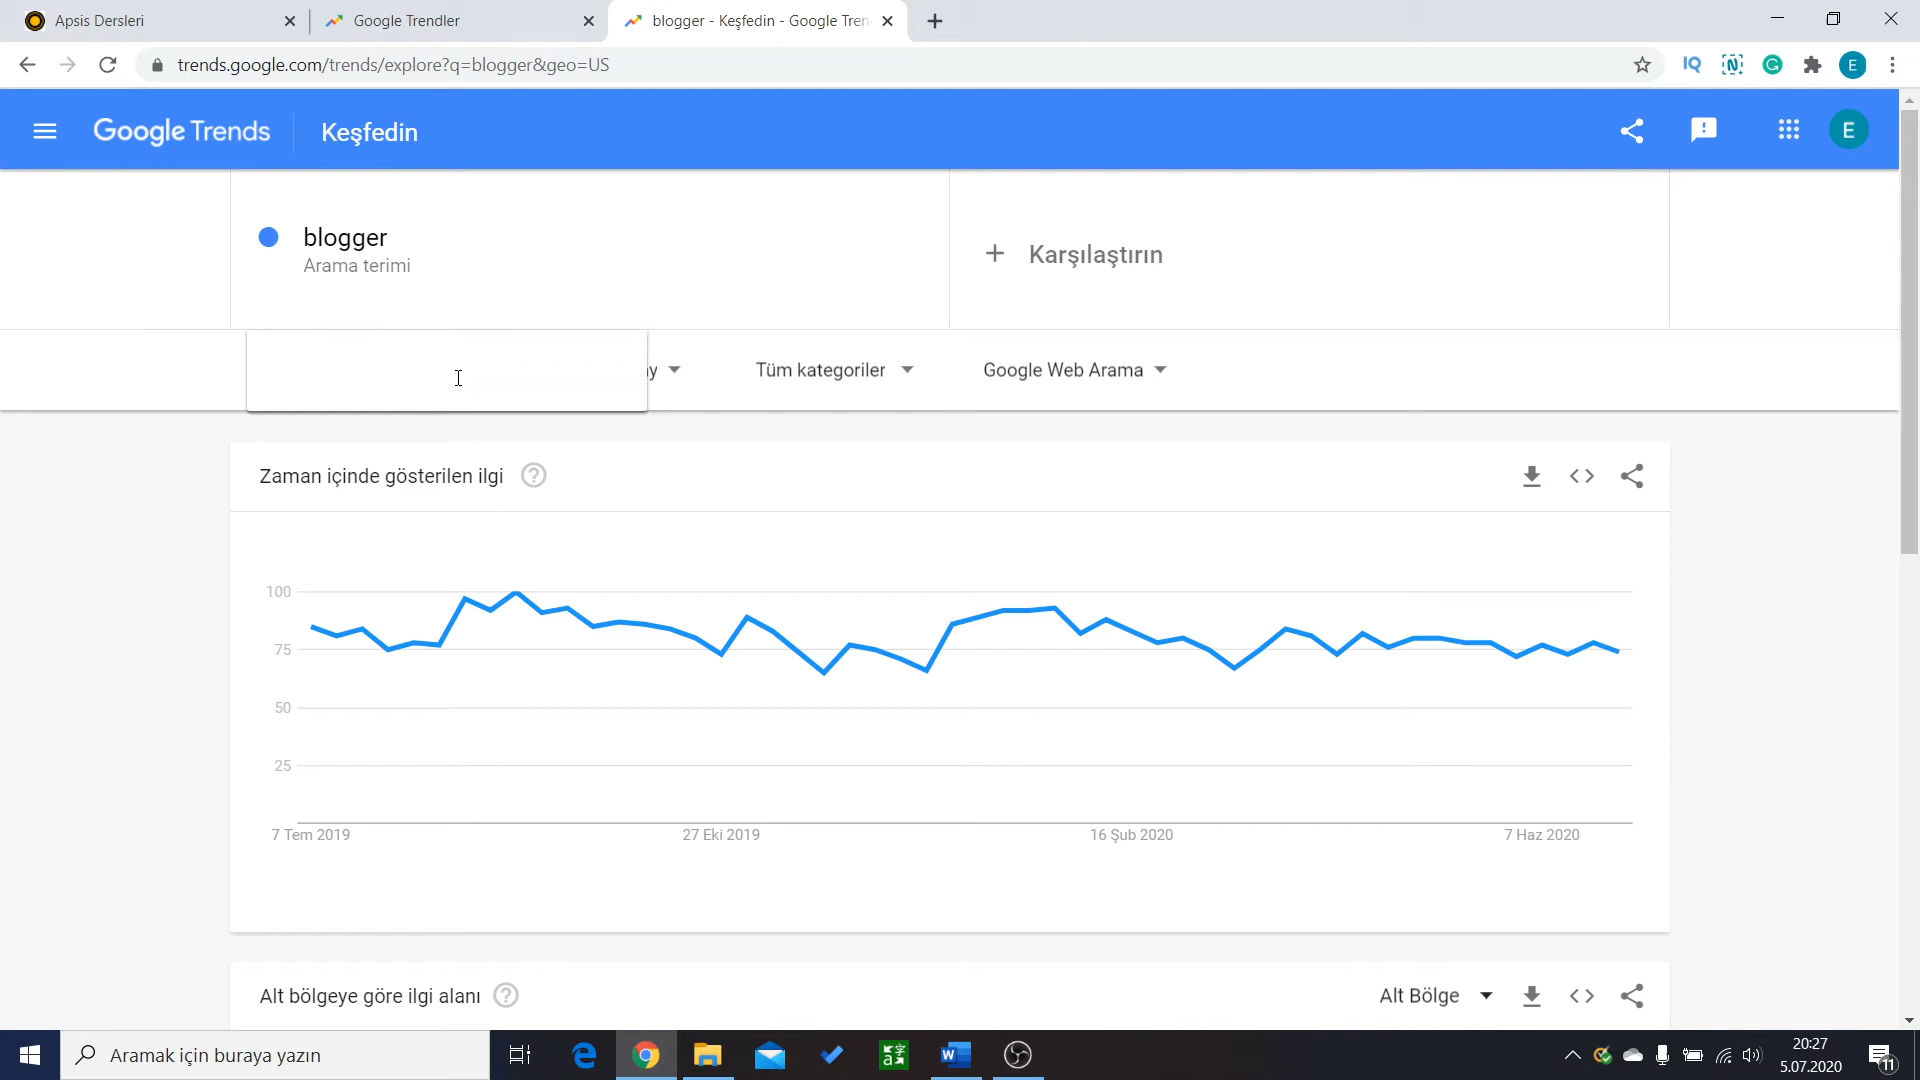 Apsis Dersleri
Google Trendler
blogger - Keşfedin - Google Tren
trends.google.com/trends/explore?q=blogger&geo=US
IQ
E
Google Trends
Keşfedin
E
blogger
Arama terimi
+ Karşılaştırın
y
Tüm kategoriler
Google Web Arama
Zaman içinde gösterilen ilgi
100
75
50
25
7 Tem 2019
27 Eki 2019
16 Şub 2020
7 Haz 2020
Alt bölgeye göre ilgi alanı
Alt Bölge
Aramak için buraya yazın
20:27
5.07.2020
11